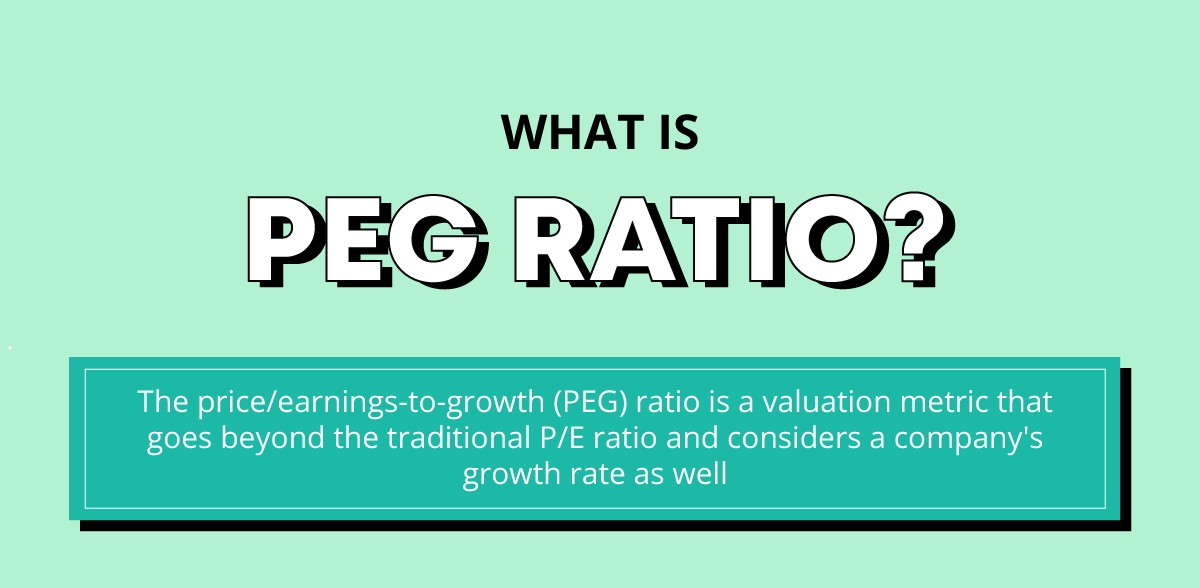 WHAT IS
PEG RATIO?
The price/earnings-to-growth (PEG) ratio is a valuation metric that
goes beyond the traditional P/E ratio and considers a company's
growth rate as well